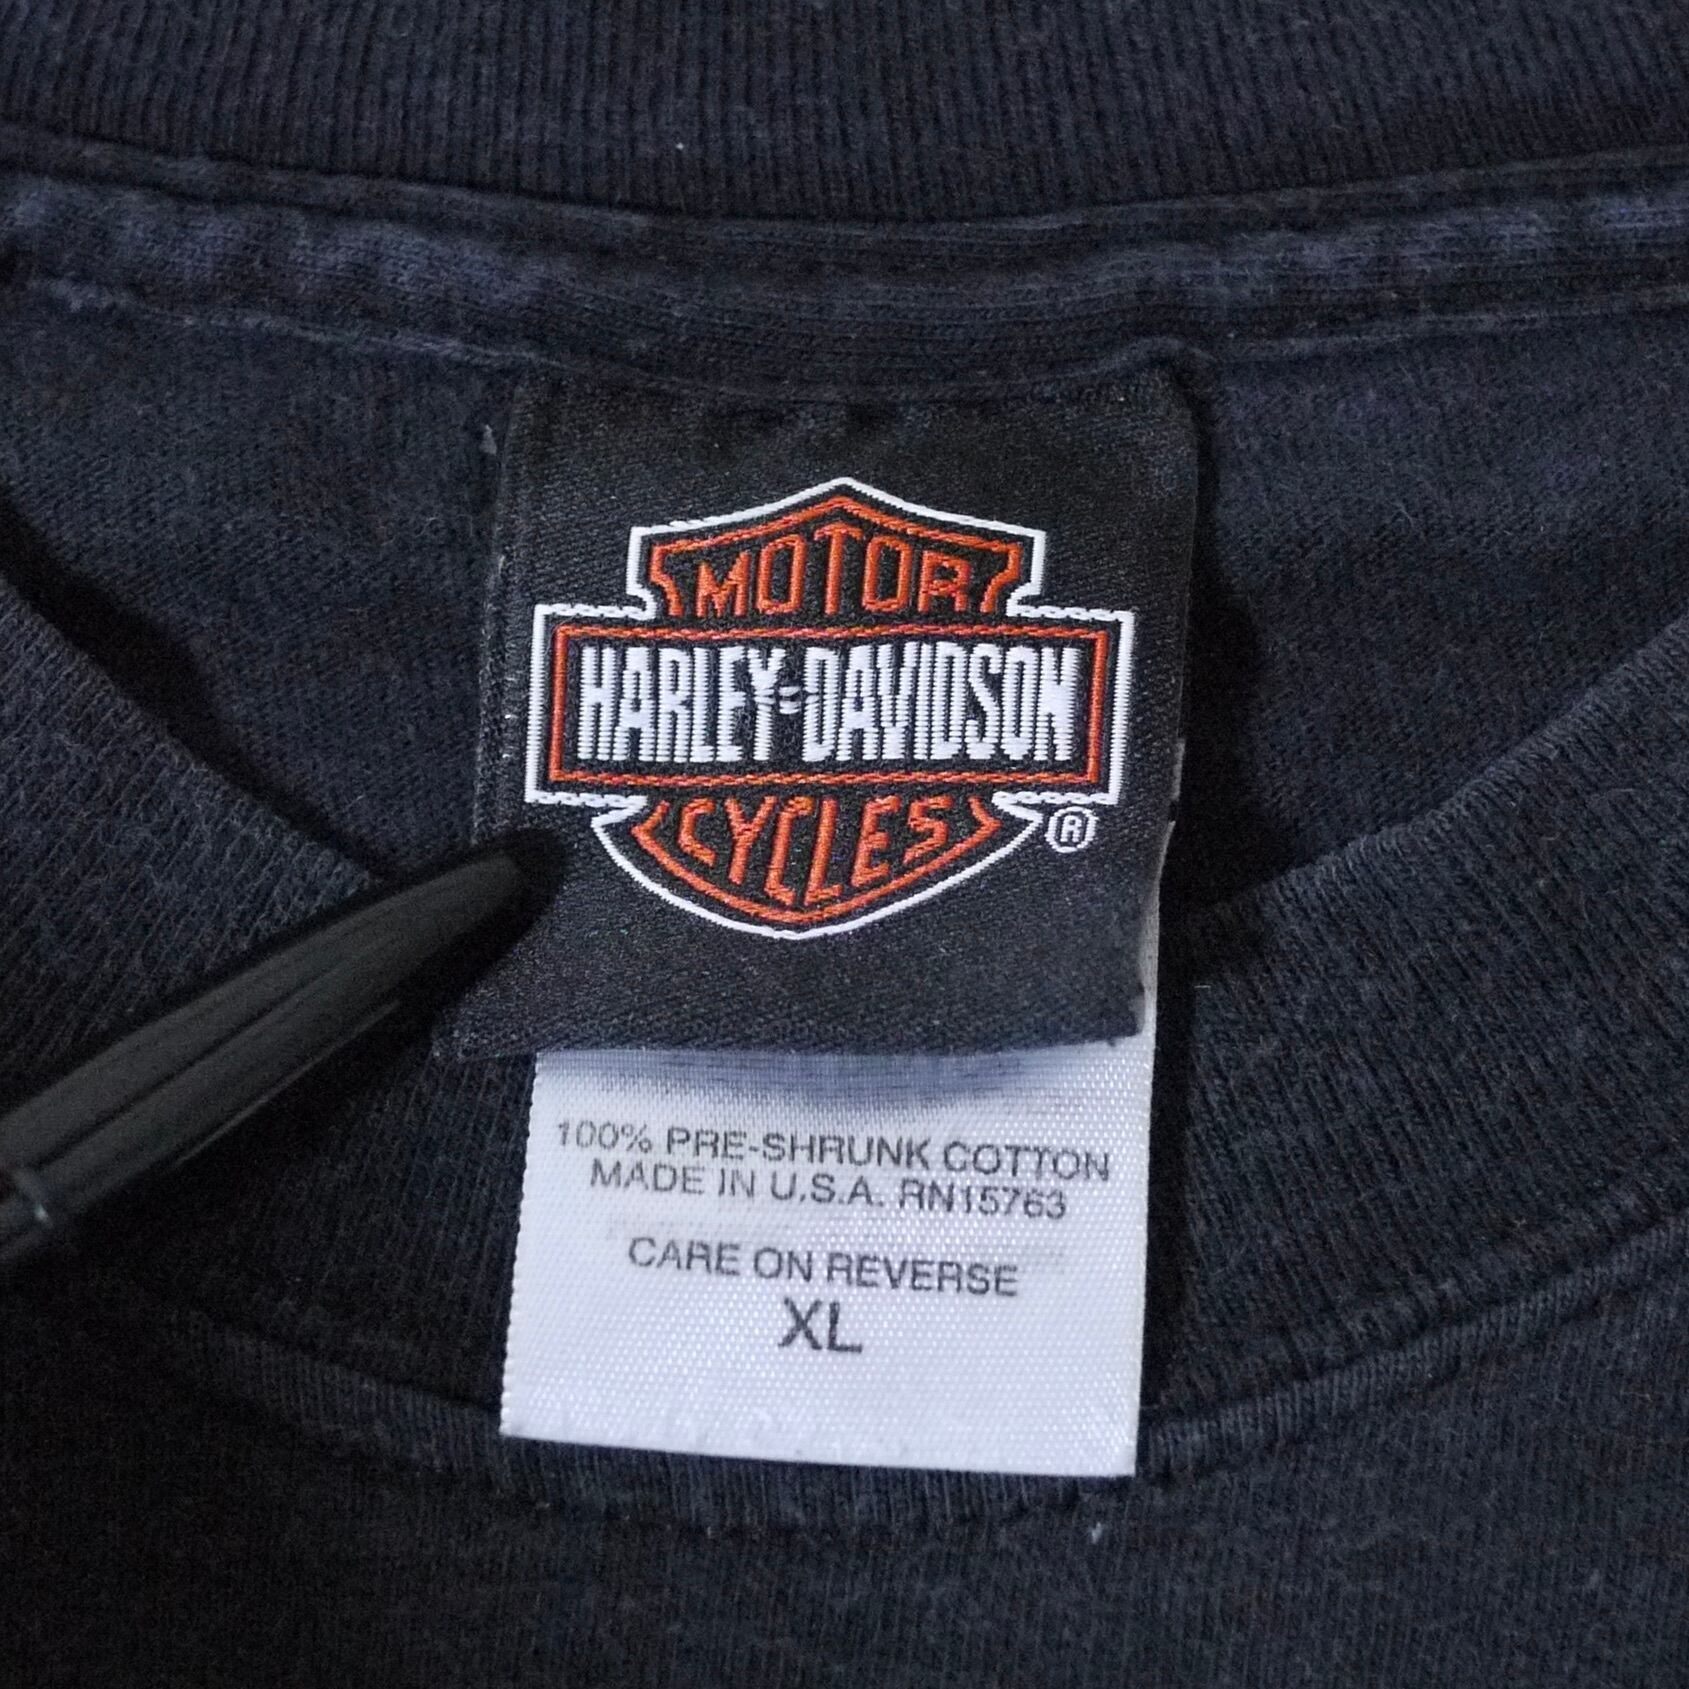 MOTOR
HARLEY-DAVIDSON
CYCLES ®
100% PRE-SHRUNK COTTON
MADE IN U.S.A. RN15763
CARE ON REVERSE
XL